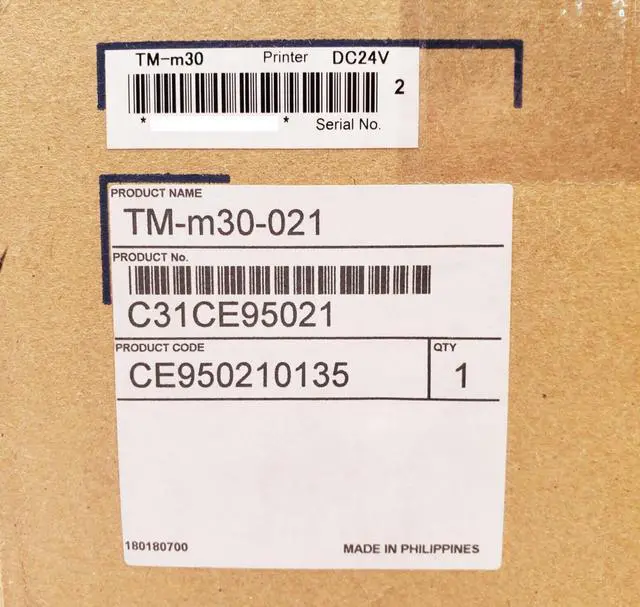 TM-m30 Printer DC24V
2
* *
Serial No.
PRODUCT NAME
TM-m30-021
PRODUCT No.
C31CE95021
PRODUCT CODE QTY
CE950210135 1
180180700 MADE IN PHILIPPINES